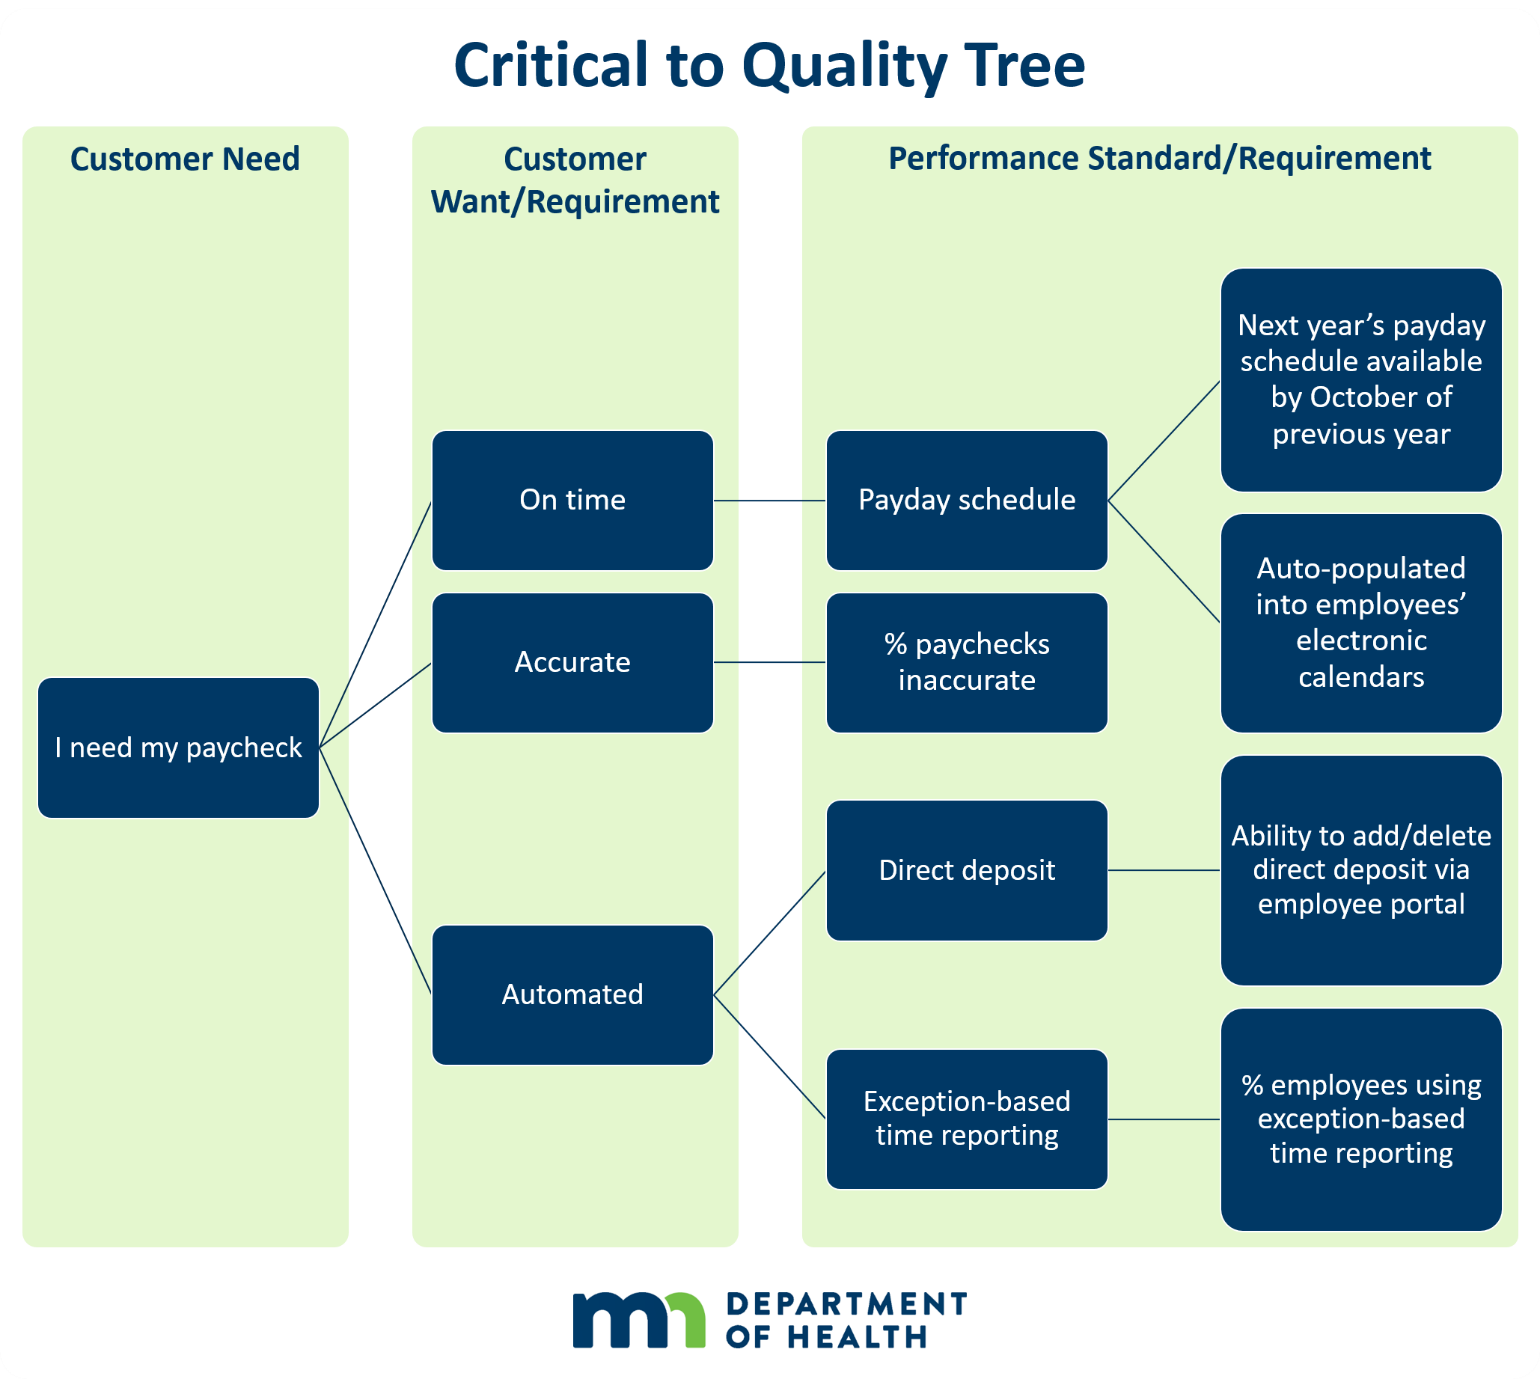 Critical to Quality Tree
Customer Need
Customer
Want/Requirement
Performance Standard/Requirement
I need my paycheck
On time
Accurate
Automated
Payday schedule
% paychecks
inaccurate
Direct deposit
Exception-based
time reporting
Next year’s payday
schedule available
by October of
previous year
Auto-populated
into employees’
electronic
calendars
Ability to add/delete
direct deposit via
employee portal
% employees using
exception-based
time reporting
mn DEPARTMENT
OF HEALTH